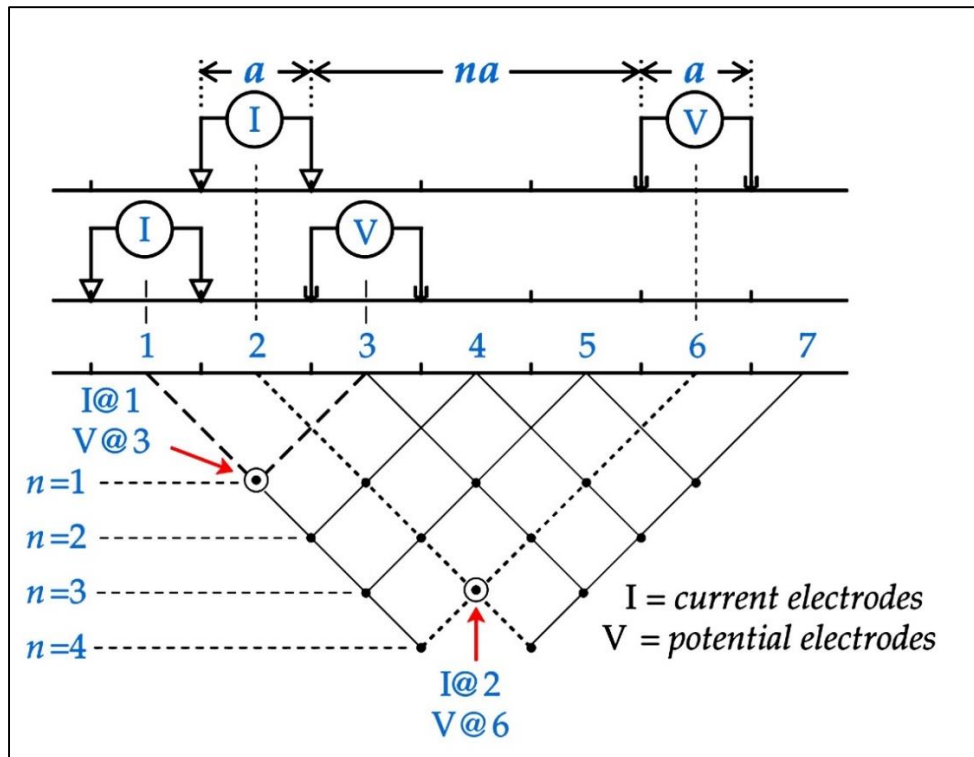 a na a
I V
I V
1 2 3 4 5 6 7
I@1
V@3
n=1
n=2
n=3
n=4
I = current electrodes
V = potential electrodes
I@2
V@6